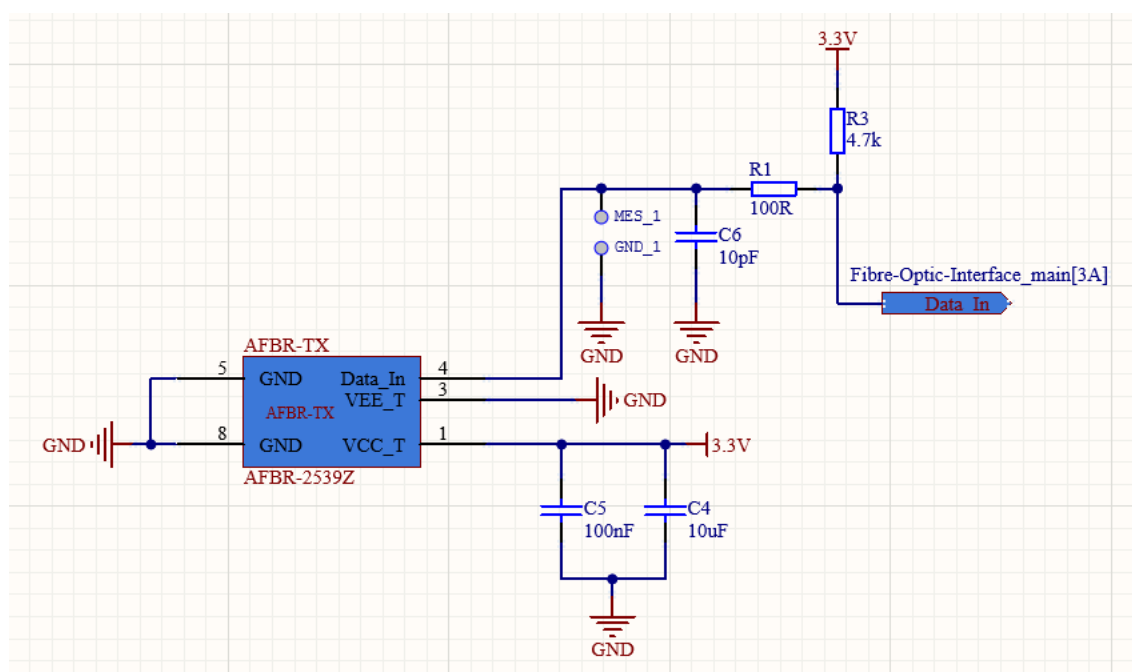 3.3V
R3
4.7k
R1
100R
MES_1
GND_1
C6
10pF
Fibre-Optic-Interface_main[3A]
Data In
GND
GND
AFBR-TX
5
GND
Data_In
4
VEE_T
3
GND
AFBR-TX
GND
8
GND
VCC_T
1
3.3V
AFBR-2539Z
C5
100nF
C4
10uF
GND